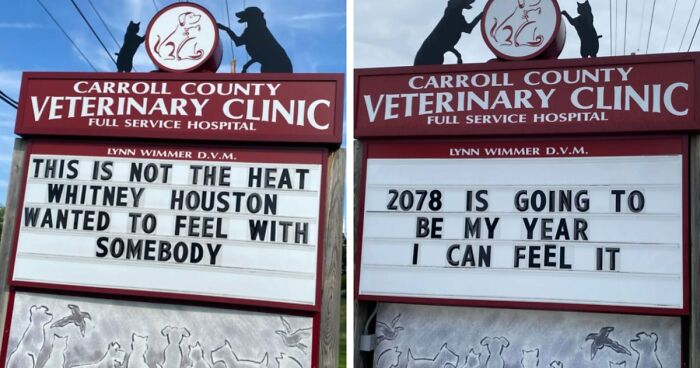 CARROLL COUNTY
VETERINARY CLINIC
FULL SERVICE HOSPITAL
LYNN WIMMER D.V.M.
THIS IS NOT THE HEAT
WHITNEY HOUSTON
WANTED TO FEEL WITH
SOMEBODY
CARROLL COUNTY
VETERINARY CLINIC
FULL SERVICE HOSPITAL
LYNN WIMMER D.V.M.
2078 IS GOING TO
BE MY YEAR
I CAN FEEL IT